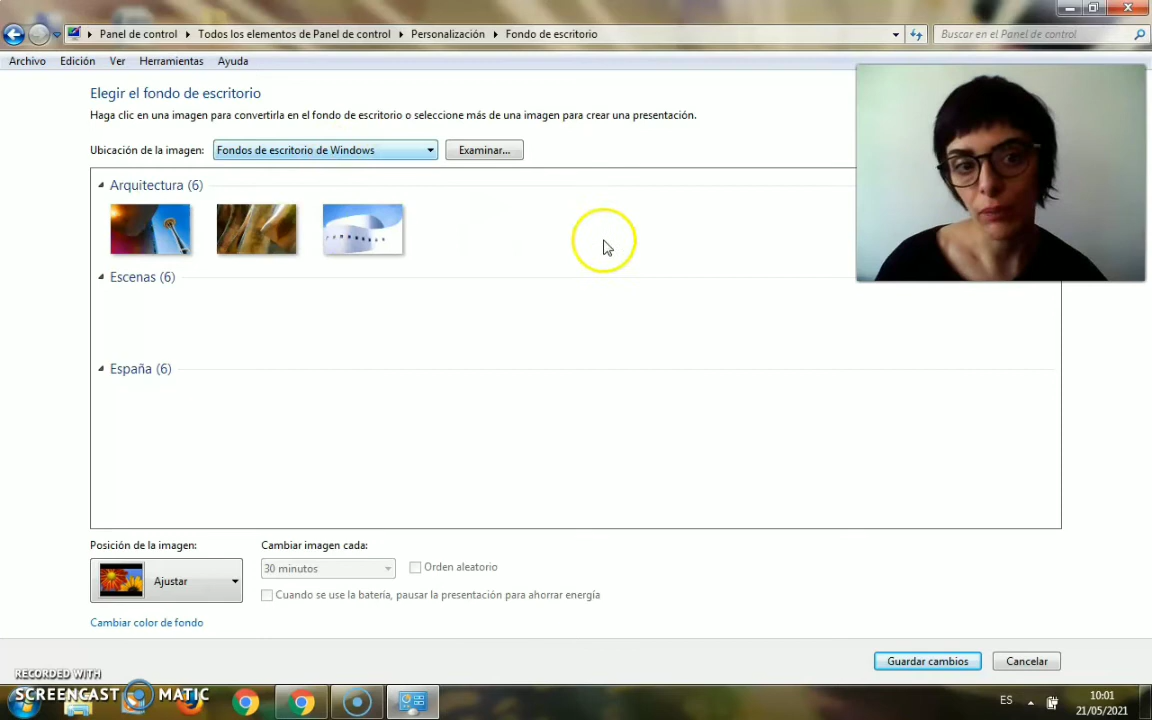 Panel de control
Todos los elementos de Panel de control
Personalización
Fondo de escritorio
Buscar en el Panel de control
Archivo
Edición
Ver
Herramientas
Ayuda
Elegir el fondo de escritorio
Haga clic en una imagen para convertirla en el fondo de escritorio o seleccione más de una imagen para crear una presentación.
Ubicación de la imagen:
Fondos de escritorio de Windows
Examinar...
Arquitectura (6)
Escenas (6)
España (6)
Posición de la imagen:
Cambiar imagen cada:
Ajustar
30 minutos
Orden aleatorio
Cuando se use la batería, pausar la presentación para ahorrar energía
Cambiar color de fondo
Guardar cambios
Cancelar
RECORDED WITH
SCREENCAST MATIC
ES
10:01
21/05/2021